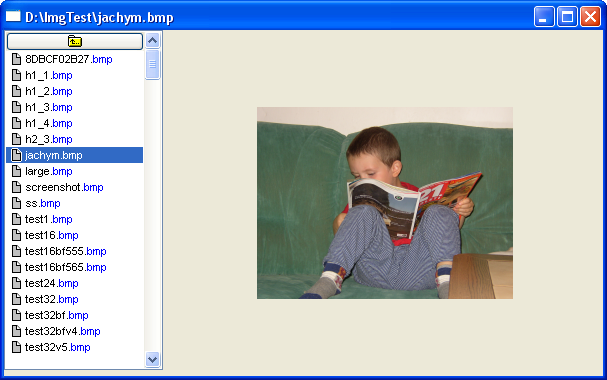 D:\ImgTest\jachym.bmp
8DBCF02B27.bmp
h1_1.bmp
h1_2.bmp
h1_3.bmp
h1_4.bmp
h2_3.bmp
jachym.bmp
large.bmp
screenshot.bmp
ss.bmp
test1.bmp
test16.bmp
test16bf555.bmp
test16bf565.bmp
test24.bmp
test32.bmp
test32bf.bmp
test32bfv4.bmp
test32v5.bmp